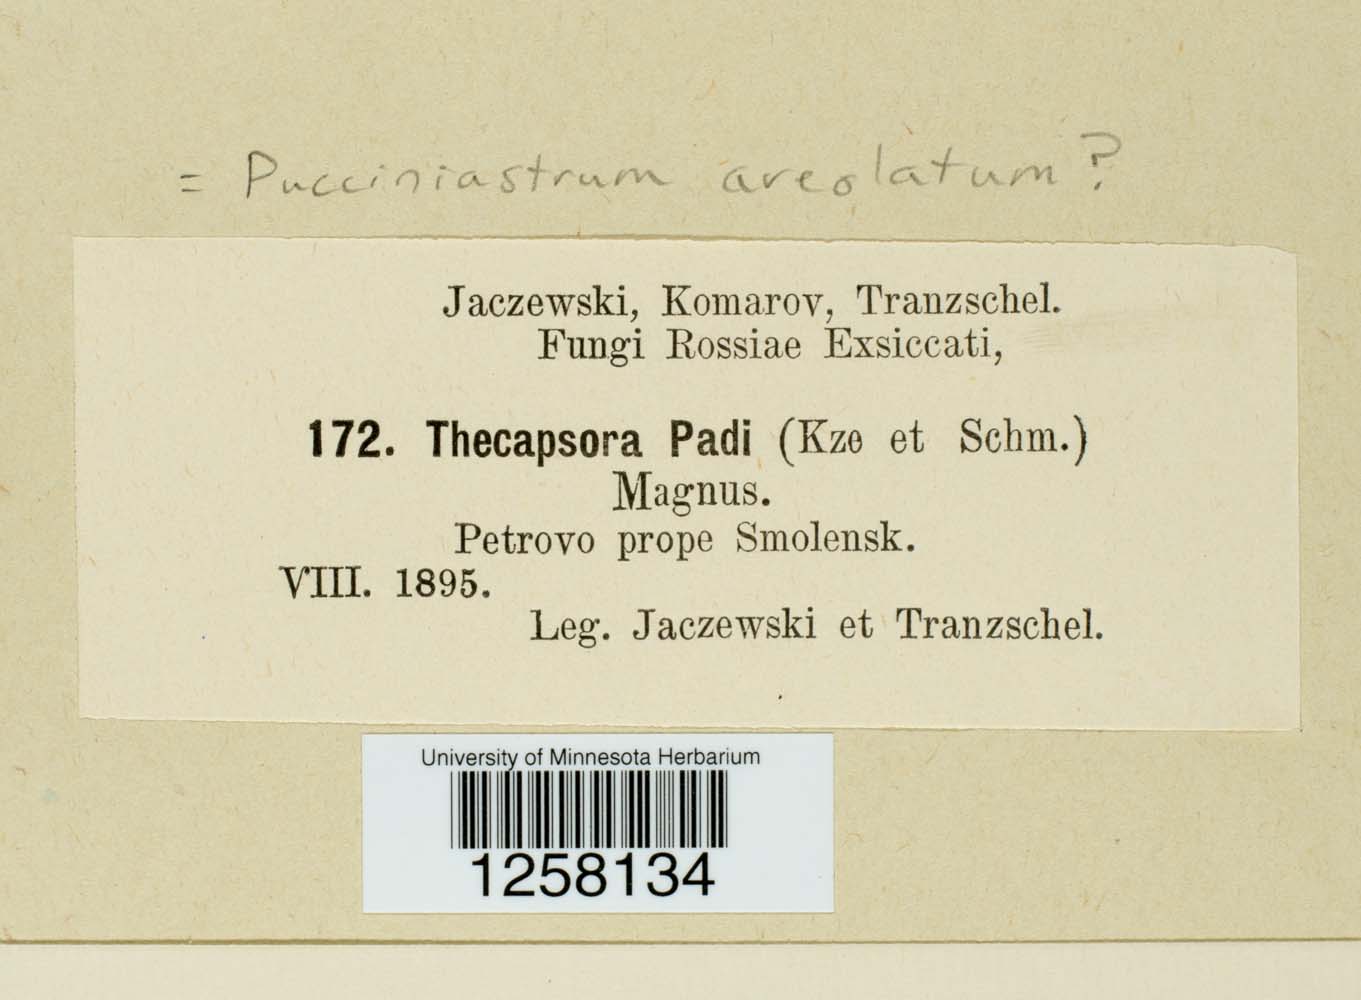 = Pucciniastrum areolatum?
Jaczewski, Komarov, Tranzschel.
Fungi Rossiae Exsiccati,
172. Thecapsora Padi (Kze et Schm.)
Magnus.
Petrovo prope Smolensk.
VIII. 1895.
Leg. Jaczewski et Tranzschel.
University of Minnesota Herbarium
1258134